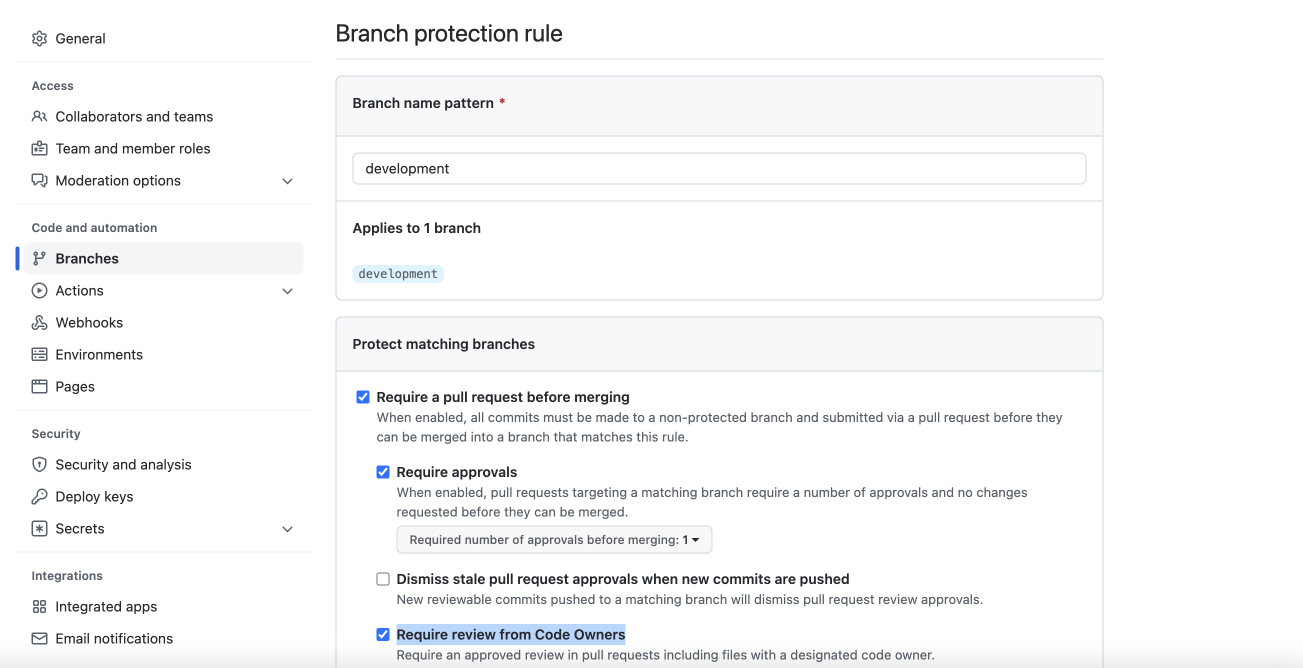 General
Access
Collaborators and teams
Team and member roles
Moderation options
Code and automation
Branches
Actions
Webhooks
Environments
Pages
Security
Security and analysis
Deploy keys
Secrets
Integrations
Integrated apps
Email notifications
Branch protection rule
Branch name pattern *
development
Applies to 1 branch
development
Protect matching branches
Require a pull request before merging
When enabled, all commits must be made to a non-protected branch and submitted via a pull request before they
can be merged into a branch that matches this rule.
Require approvals
When enabled, pull requests targeting a matching branch require a number of approvals and no changes
requested before they can be merged.
Required number of approvals before merging: 1
Dismiss stale pull request approvals when new commits are pushed
New reviewable commits pushed to a matching branch will dismiss pull request review approvals.
Require review from Code Owners
Require an approved review in pull requests including files with a designated code owner.